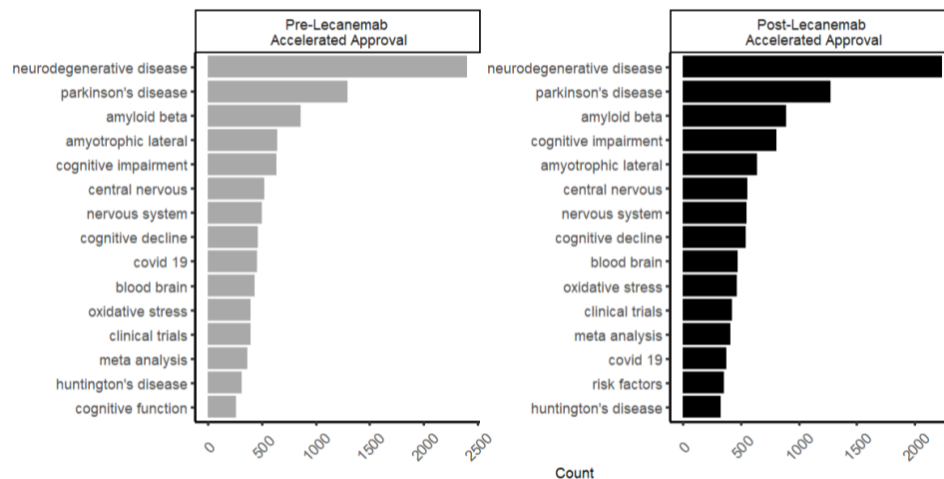 Pre-Lecanemab
Accelerated Approval
neurodegenerative disease
parkinson's disease
amyloid beta
amyotrophic lateral
cognitive impairment
central nervous
nervous system
cognitive decline
covid 19
blood brain
oxidative stress
clinical trials
meta analysis
huntington's disease
cognitive function
0
500
1000
1500
2000
2500
Post-Lecanemab
Accelerated Approval
neurodegenerative disease
parkinson's disease
amyloid beta
cognitive impairment
amyotrophic lateral
central nervous
nervous system
cognitive decline
blood brain
oxidative stress
clinical trials
meta analysis
covid 19
risk factors
huntington's disease
0
500
1000
1500
2000
Count